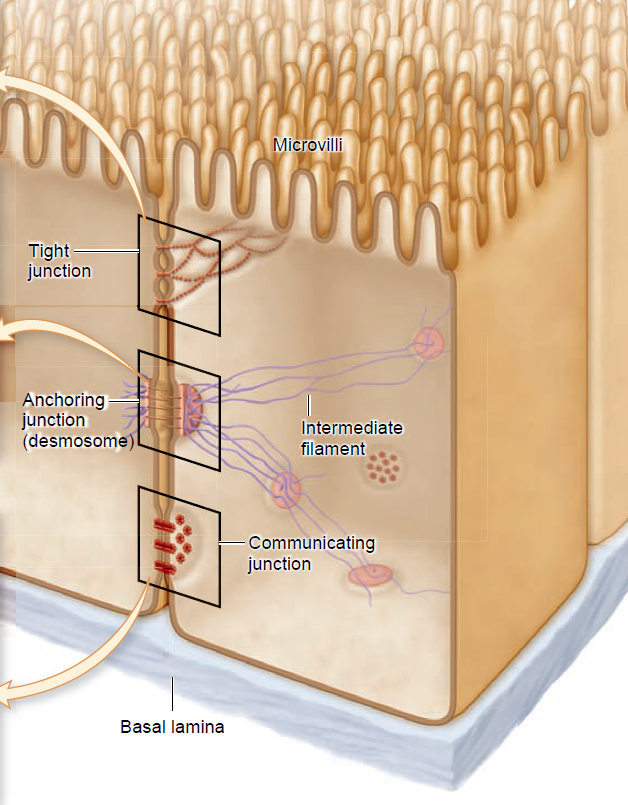 Microvilli
Tight
junction
Anchoring
junction
(desmosome)
Intermediate
filament
Communicating
junction
Basal lamina